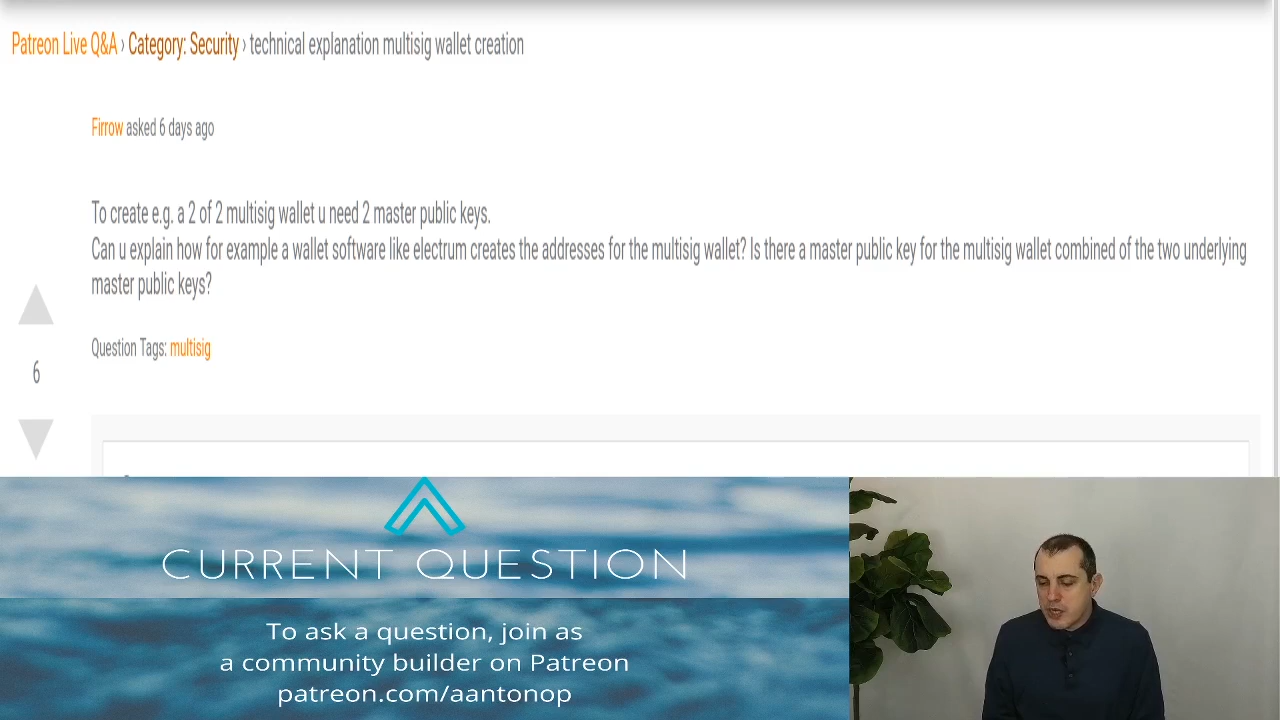 Patreon Live Q&A › Category: Security › technical explanation multisig wallet creation
Firrow asked 6 days ago
To create e.g. a 2 of 2 multisig wallet u need 2 master public keys.
Can u explain how for example a wallet software like electrum creates the addresses for the multisig wallet? Is there a master public key for the multisig wallet combined of the two underlying
master public keys?
6
Question Tags: multisig
CURRENT QUESTION
To ask a question, join as
a community builder on Patreon
patreon.com/aantonop